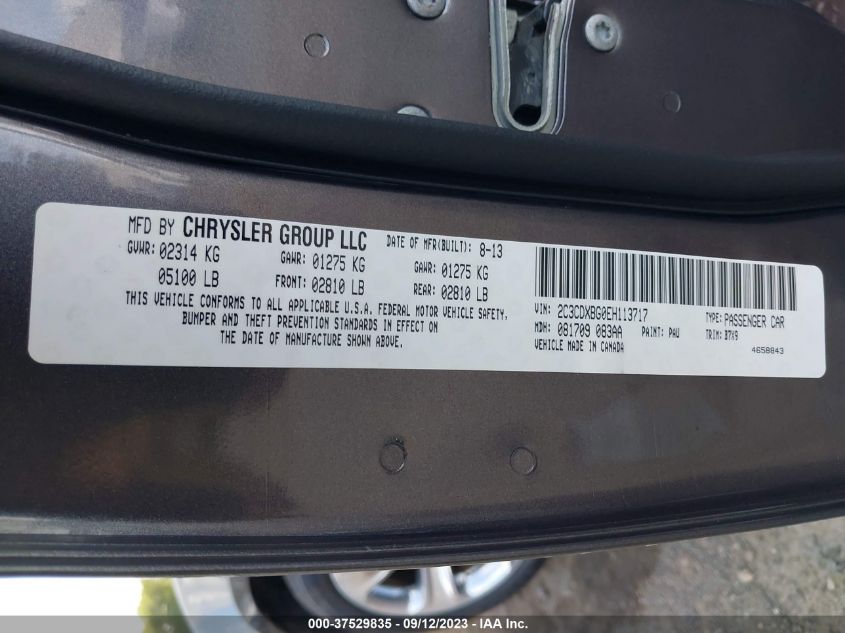 MFD BY CHRYSLER GROUP LLC DATE OF MFR(BUILT): 8-13
GVWR: 02314 KG GAWR: 01275 KG GAWR: 01275 KG
05100 LB FRONT: 02810 LB REAR: 02810 LB
THIS VEHICLE CONFORMS TO ALL APPLICABLE U.S.A. FEDERAL MOTOR VEHICLE SAFETY,
BUMPER AND THEFT PREVENTION STANDARDS IN EFFECT ON
THE DATE OF MANUFACTURE SHOWN ABOVE.
VIN: 2C3CDXBG0EH113717 TYPE: PASSENGER CAR
MDH: 081709 083AA PAINT: PAU TRIM: B7X9
VEHICLE MADE IN CANADA 4658843
000-37529835 - 09/12/2023 - IAAI Inc.